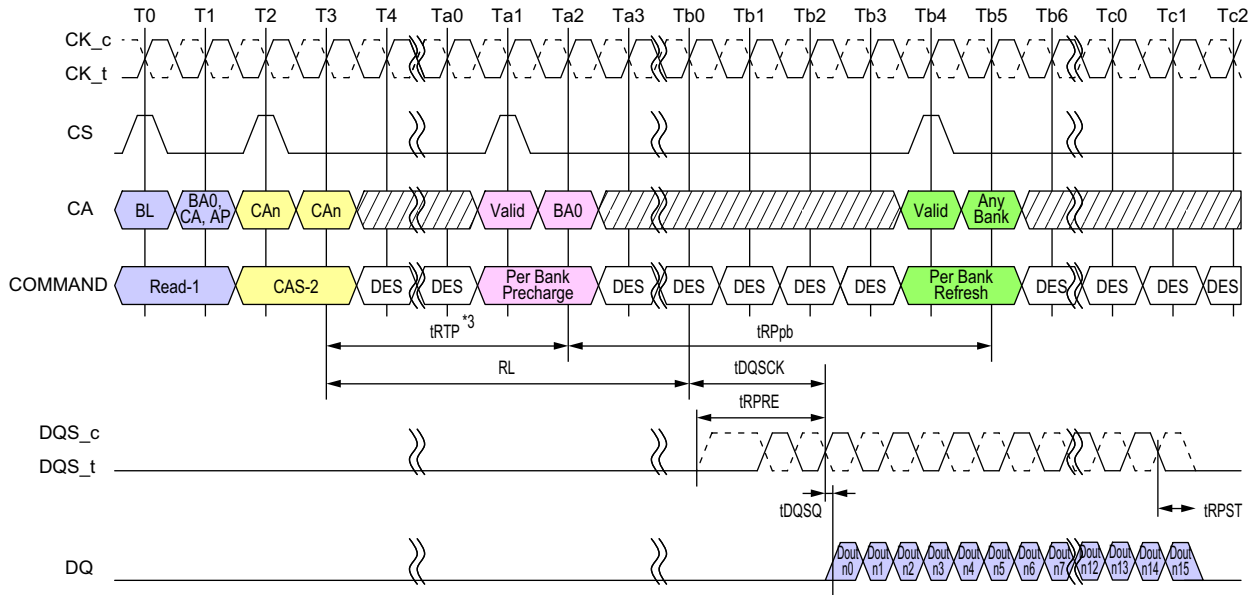 T0 T1 T2 T3 T4 Ta0 Ta1 Ta2 Ta3 Tb0 Tb1 Tb2 Tb3 Tb4 Tb5 Tb6 Tc0 Tc1 Tc2
CK_c
CK_t
CS
CA
BL
BA0,
CA, AP
CAn
CAn
Valid
BA0
Valid
Any
Bank
COMMAND
Read-1
CAS-2
DES
DES
Per Bank
Precharge
DES
DES
DES
DES
DES
Per Bank
Refresh
DES
DES
DES
DES
tRTP *3
tRPpb
RL
tDQSCK
tRPRE
DQS_c
DQS_t
tDQSQ
tRPST
DQ
Dout
n0
Dout
n1
Dout
n2
Dout
n3
Dout
n4
Dout
n5
Dout
n6
Dout
n7
Dout
n12
Dout
n13
Dout
n14
Dout
n15